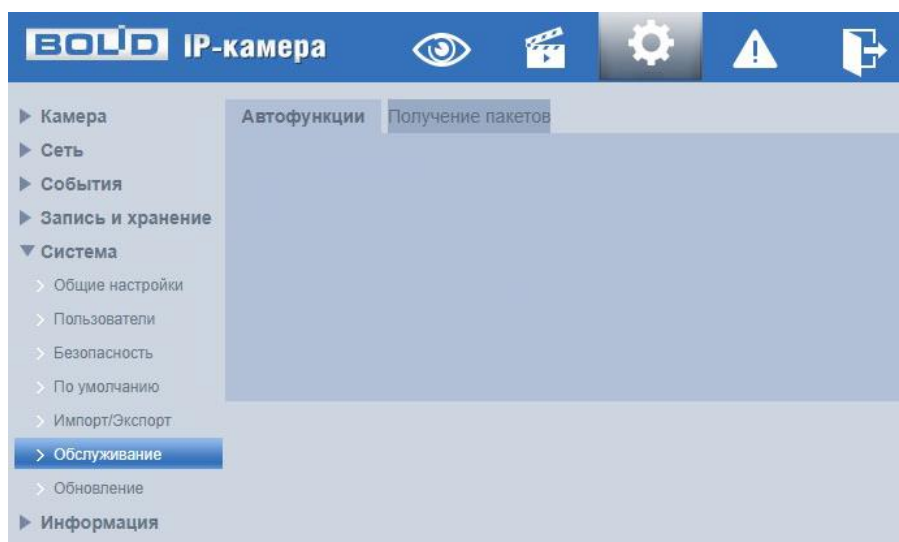 BOLID IP-камера
Камера
Автофункции
Получение пакетов
Сеть
События
Запись и хранение
Система
Общие настройки
Пользователи
Безопасность
По умолчанию
Импорт/Экспорт
Обслуживание
Обновление
Информация